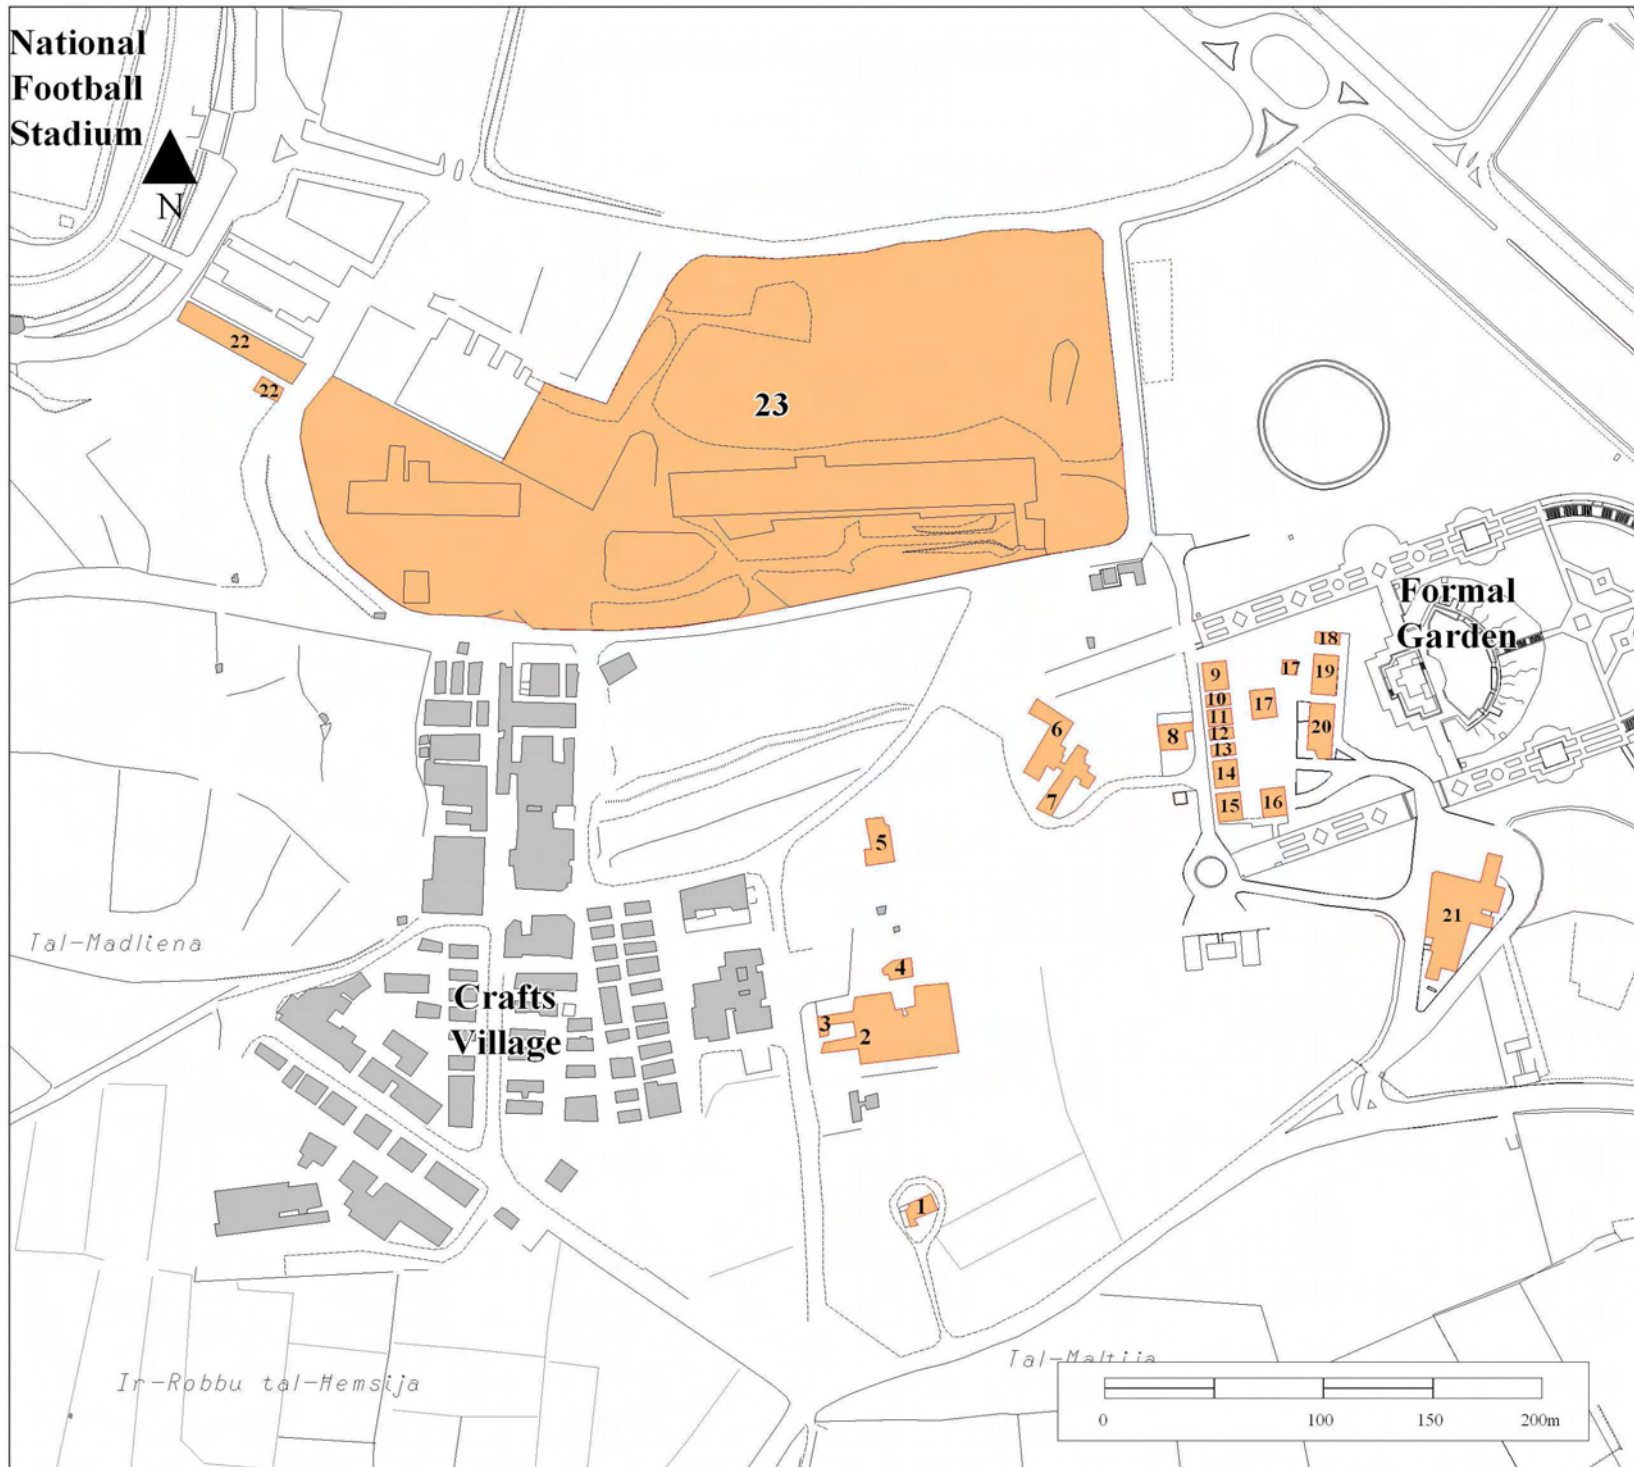 National
Football
Stadium
N
22
22
23
Formal
Garden
18
17
19
9
10
17
11
12
20
13
14
15
16
8
6
7
5
21
4
3
2
1
Tal-Madliena
Crafts
Village
Ir-Robbu tal-Hemsija
Tal-Maltija
0 100 150 200m